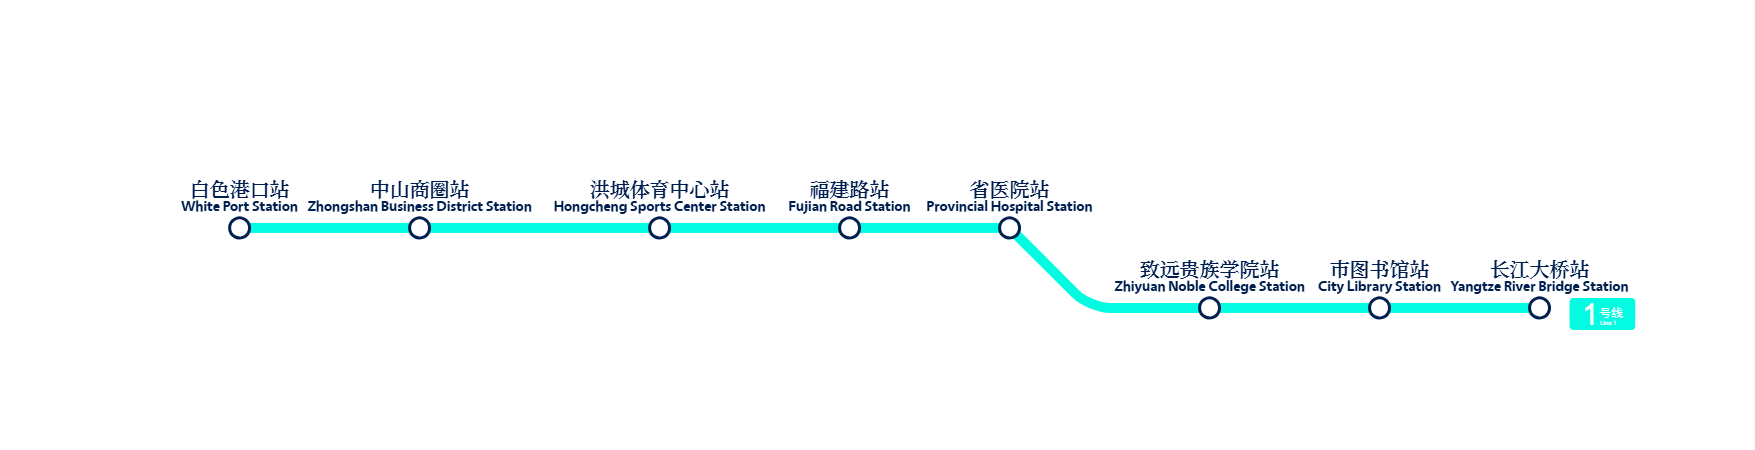 白色港口站
White Port Station
中山商圈站
Zhongshan Business District Station
洪城体育中心站
Hongcheng Sports Center Station
福建路站
Fujian Road Station
省医院站
Provincial Hospital Station
致远贵族学院站
Zhiyuan Noble College Station
市图书馆站
City Library Station
长江大桥站
Yangtze River Bridge Station
1号线
Line 1